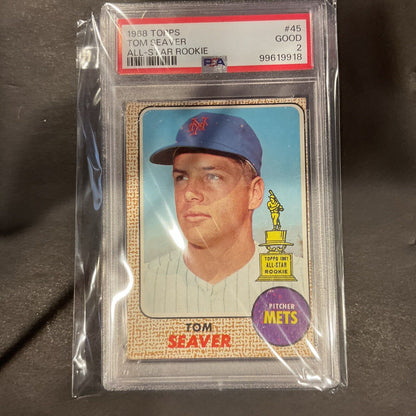 1968 TOPPS #45
TOM SEAVER GOOD
ALL-STAR ROOKIE 2
PSA 99619918
NY
TOPPS 1967
ALL-STAR
ROOKIE
PITCHER
METS
TOM
SEAVER